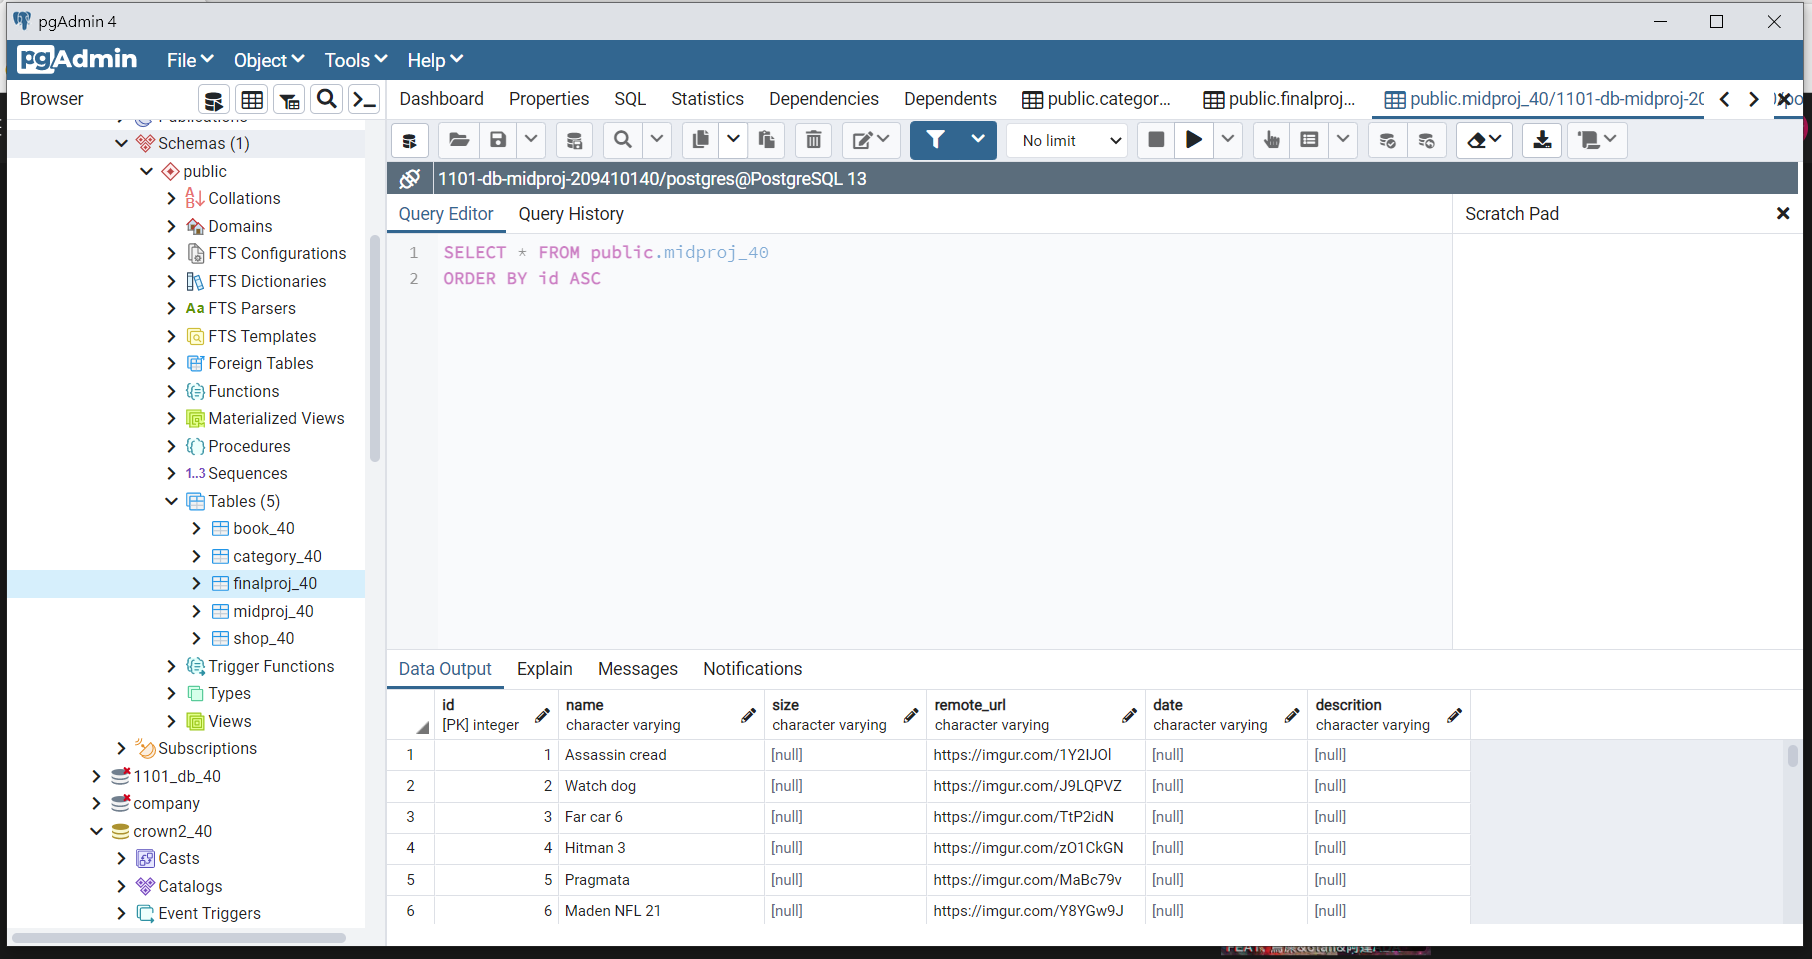 pgAdmin 4
pgAdmin File Object Tools Help
Browser
Dashboard Properties SQL Statistics Dependencies Dependents public.categor... public.finalproj... public.midproj_40/1101-db-midproj-20
No limit
1101-db-midproj-209410140/postgres@PostgreSQL 13
Query Editor Query History
Scratch Pad
1 SELECT * FROM public.midproj_40
2 ORDER BY id ASC
Publications
Schemas (1)
public
Collations
Domains
FTS Configurations
FTS Dictionaries
Aa FTS Parsers
FTS Templates
Foreign Tables
Functions
Materialized Views
Procedures
1..3 Sequences
Tables (5)
book_40
category_40
finalproj_40
midproj_40
shop_40
Trigger Functions
Types
Views
Subscriptions
1101_db_40
company
crown2_40
Casts
Catalogs
Event Triggers
Data Output Explain Messages Notifications
id name size remote_url date descrition
[PK] integer character varying character varying character varying character varying character varying
1 1 Assassin cread [null] https://imgur.com/1Y2IJOl [null] [null]
2 2 Watch dog [null] https://imgur.com/J9LQPVZ [null] [null]
3 3 Far car 6 [null] https://imgur.com/TtP2idN [null] [null]
4 4 Hitman 3 [null] https://imgur.com/zO1CkGN [null] [null]
5 5 Pragmata [null] https://imgur.com/MaBc79v [null] [null]
6 6 Maden NFL 21 [null] https://imgur.com/Y8YGw9J [null] [null]